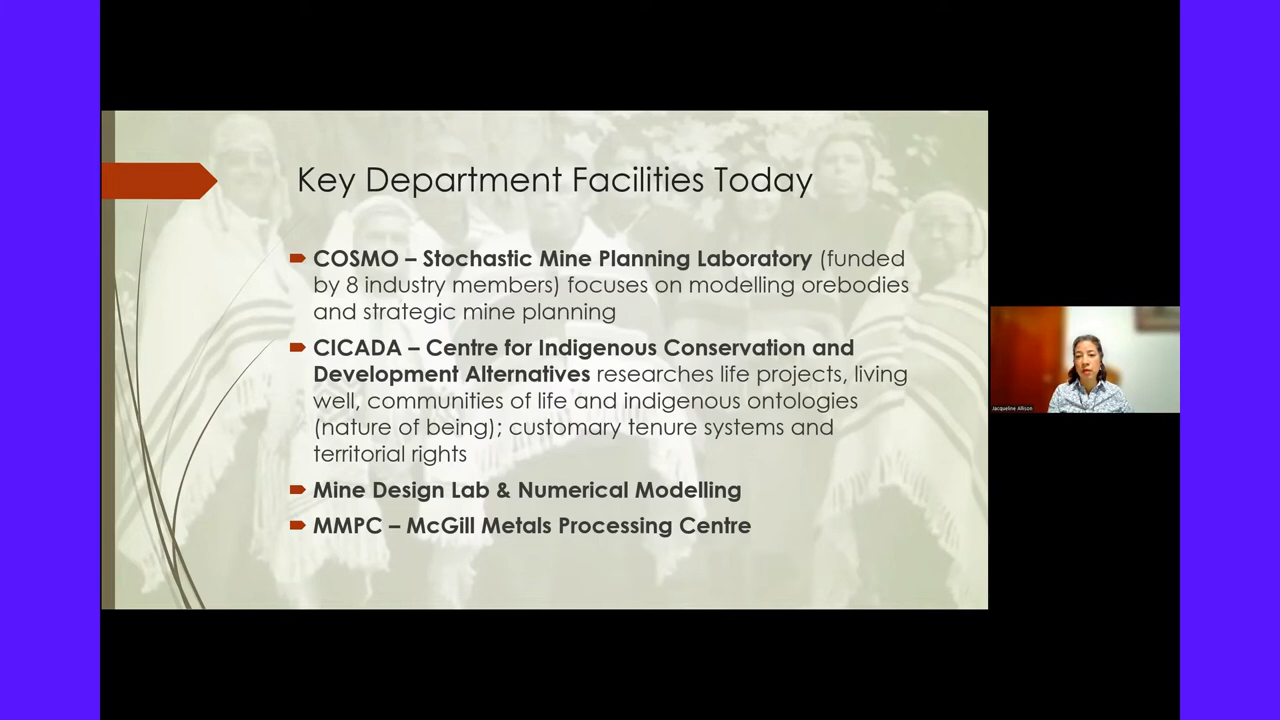 Key Department Facilities Today
COSMO – Stochastic Mine Planning Laboratory (funded
by 8 industry members) focuses on modelling orebodies
and strategic mine planning
CICADA – Centre for Indigenous Conservation and
Development Alternatives researches life projects, living
well, communities of life and indigenous ontologies
(nature of being); customary tenure systems and
territorial rights
Mine Design Lab & Numerical Modelling
MMPC – McGill Metals Processing Centre
Jacqueline Allison